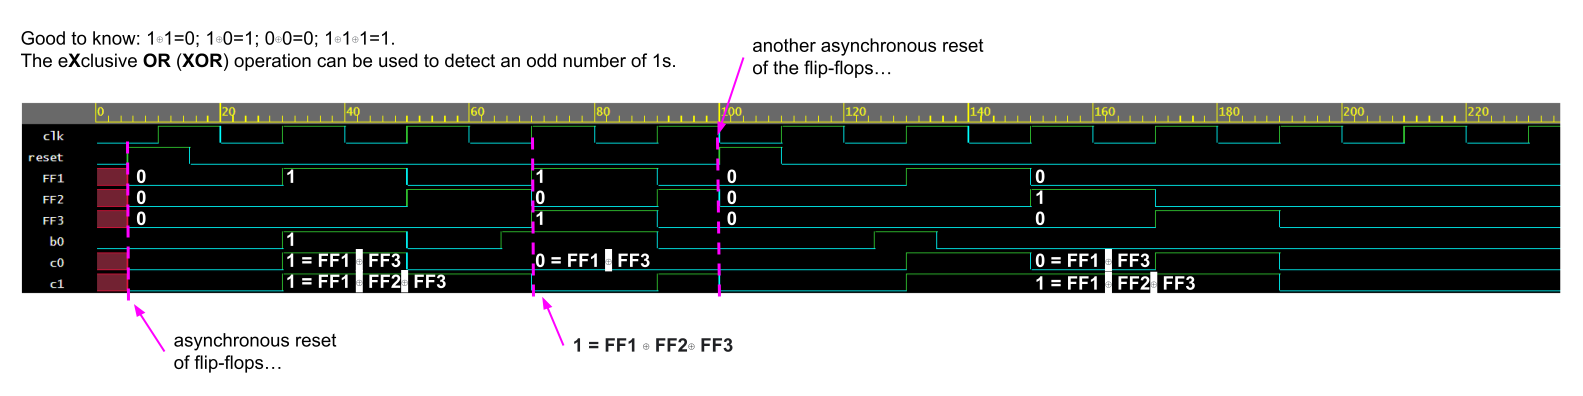 Good to know: 1⊕1=0; 1⊕0=1; 0⊕0=0; 1⊕1⊕1=1.
The eXclusive OR (XOR) operation can be used to detect an odd number of 1s.
another asynchronous reset
of the flip-flops…
0 20 40 60 80 100 120 140 160 180 200 220
clk
reset
FF1 0 1 1 0 0
FF2 0 0 0 1
FF3 0 1 0 0
b0 1
c0 1 = FF1 ⊕ FF3 0 = FF1 ⊕ FF3 0 = FF1 ⊕ FF3
c1 1 = FF1 ⊕ FF2 ⊕ FF3 1 = FF1 ⊕ FF2 ⊕ FF3
asynchronous reset
of flip-flops…
1 = FF1 ⊕ FF2 ⊕ FF3